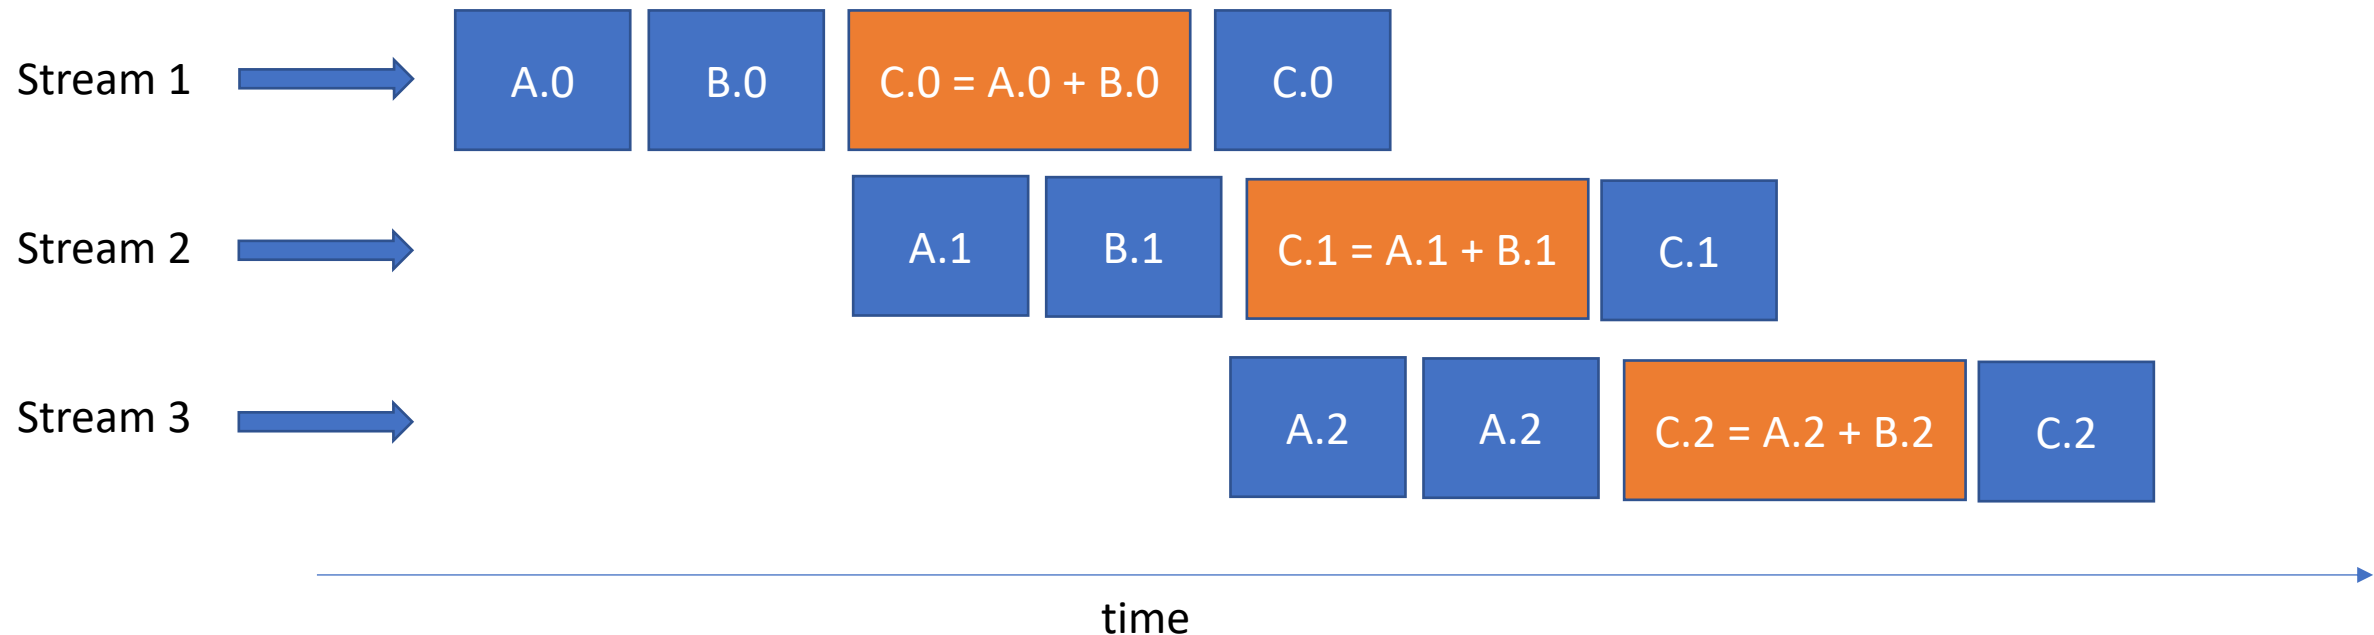 Stream 1 A.0 B.0 C.0 = A.0 + B.0 C.0
Stream 2 A.1 B.1 C.1 = A.1 + B.1 C.1
Stream 3 A.2 A.2 C.2 = A.2 + B.2 C.2
time